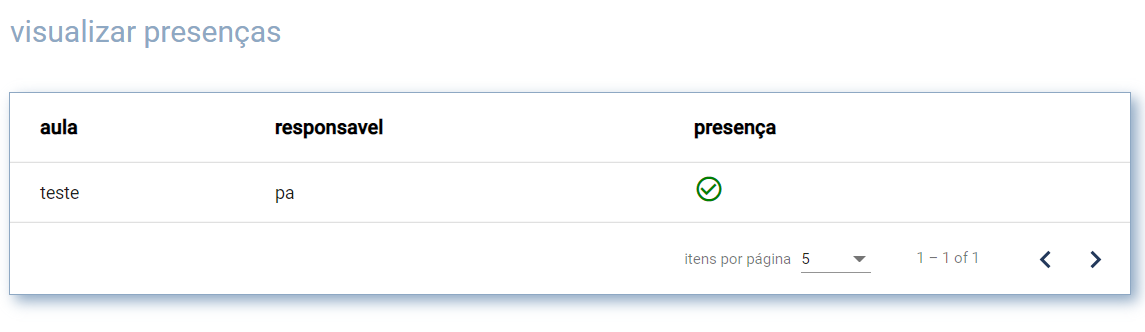 visualizar presenças
aula responsavel presença
teste pa
itens por página 5 1 – 1 of 1